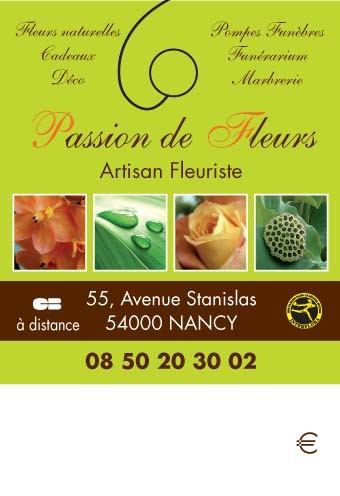 Fleurs naturelles
Cadeaux
Déco
Pompes Funèbres
Funérarium
Marbrerie
Passion de Fleurs
Artisan Fleuriste
CB
à distance
55, Avenue Stanislas
54000 NANCY
INTERFLORA
08 50 20 30 02
€